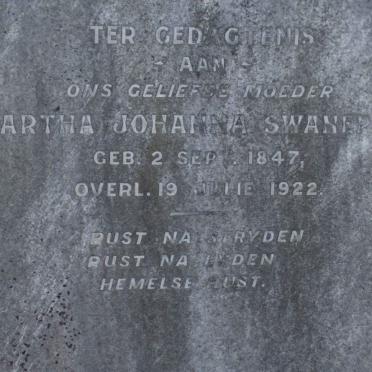 TER GEDAGTENIS
- AAN -
ONS GELIEFDE MOEDER
ARTHA JOHANNA SWANEP
GEB. 2 SEPT. 1847,
OVERL. 19 1922.
RUST NA STRYDEN
RUST NA LYDEN
HEMELSE RUST.